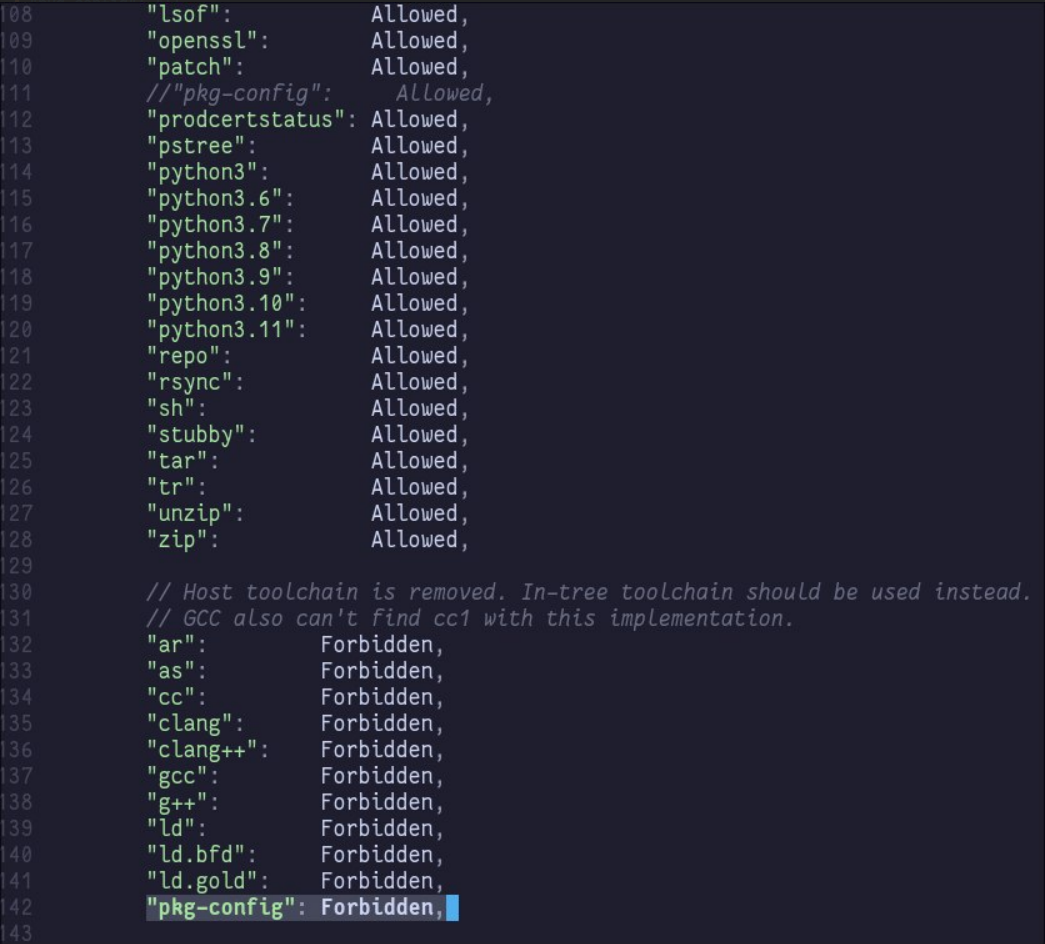 108 "lsof": Allowed,
109 "openssl": Allowed,
110 "patch": Allowed,
111 //"pkg-config": Allowed,
112 "prodcertstatus": Allowed,
113 "pstree": Allowed,
114 "python3": Allowed,
115 "python3.6": Allowed,
116 "python3.7": Allowed,
117 "python3.8": Allowed,
118 "python3.9": Allowed,
119 "python3.10": Allowed,
120 "python3.11": Allowed,
121 "repo": Allowed,
122 "rsync": Allowed,
123 "sh": Allowed,
124 "stubby": Allowed,
125 "tar": Allowed,
126 "tr": Allowed,
127 "unzip": Allowed,
128 "zip": Allowed,
129
130 // Host toolchain is removed. In-tree toolchain should be used instead.
131 // GCC also can't find cc1 with this implementation.
132 "ar": Forbidden,
133 "as": Forbidden,
134 "cc": Forbidden,
135 "clang": Forbidden,
136 "clang++": Forbidden,
137 "gcc": Forbidden,
138 "g++": Forbidden,
139 "ld": Forbidden,
140 "ld.bfd": Forbidden,
141 "ld.gold": Forbidden,
142 "pkg-config": Forbidden,
143